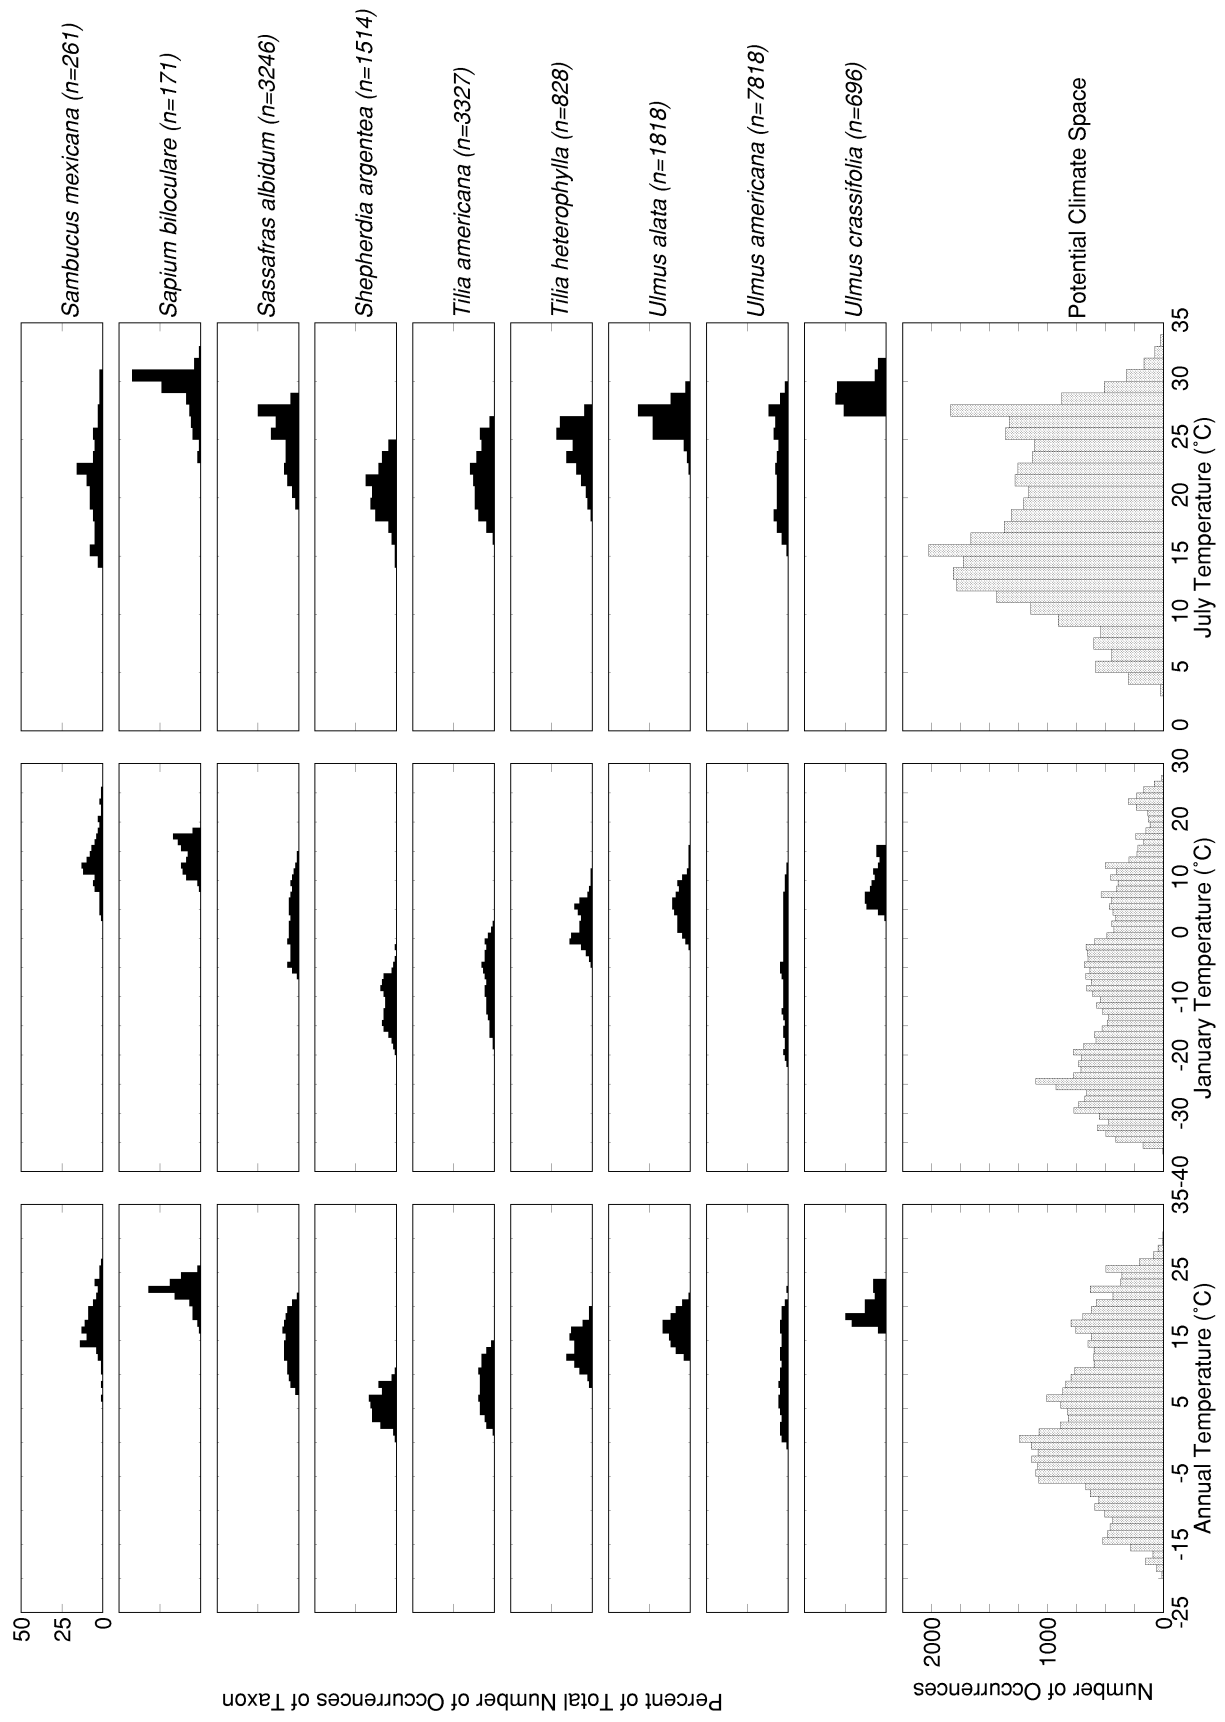 Sambucus mexicana (n=261)
Sapium biloculare (n=171)
Sassafras albidum (n=3246)
Shepherdia argentea (n=1514)
Tilia americana (n=3327)
Tilia heterophylla (n=828)
Ulmus alata (n=1818)
Ulmus americana (n=7818)
Ulmus crassifolia (n=696)
Potential Climate Space
50
25
0
Percent of Total Number of Occurrences of Taxon
2000
1000
0
Number of Occurrences
-25 -15 -5 5 15 25 35
Annual Temperature (°C)
-40 -30 -20 -10 0 10 20 30
January Temperature (°C)
0 5 10 15 20 25 30 35
July Temperature (°C)